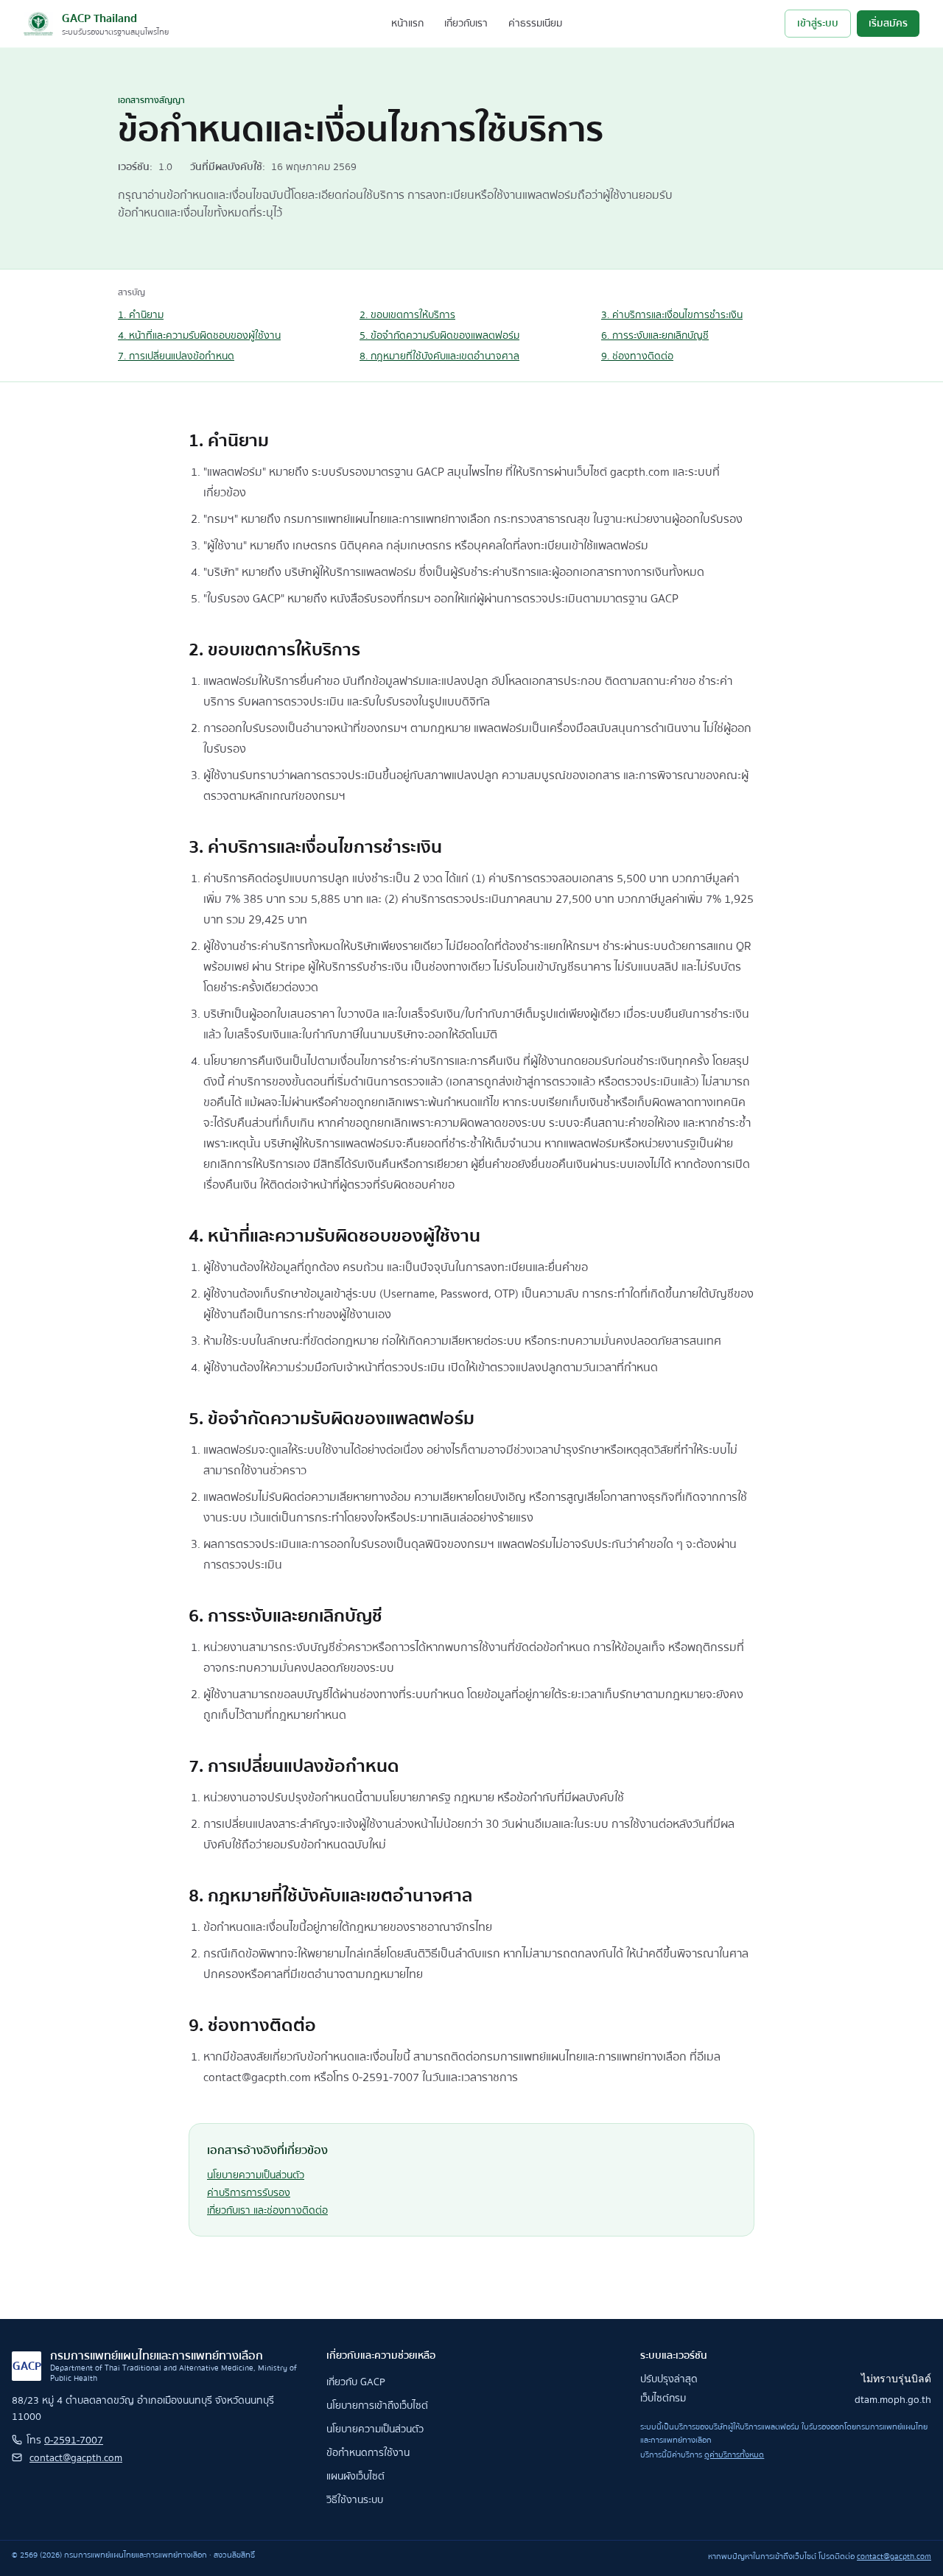 GACP Thailand
ระบบรับรองมาตรฐานสมุนไพรไทย
หน้าแรก
เกี่ยวกับเรา
ค่าธรรมเนียม
เข้าสู่ระบบ
เริ่มสมัคร
เอกสารทางสัญญา
ข้อกำหนดและเงื่อนไขการใช้บริการ
เวอร์ชัน: 1.0 วันที่มีผลบังคับใช้: 16 พฤษภาคม 2569
กรุณาอ่านข้อกำหนดและเงื่อนไขฉบับนี้โดยละเอียดก่อนใช้บริการ การลงทะเบียนหรือใช้งานแพลตฟอร์มถือว่าผู้ใช้งานยอมรับ
ข้อกำหนดและเงื่อนไขทั้งหมดที่ระบุไว้
สารบัญ
1. คำนิยาม
2. ขอบเขตการให้บริการ
3. ค่าบริการและเงื่อนไขการชำระเงิน
4. หน้าที่และความรับผิดชอบของผู้ใช้งาน
5. ข้อจำกัดความรับผิดของแพลตฟอร์ม
6. การระงับและยกเลิกบัญชี
7. การเปลี่ยนแปลงข้อกำหนด
8. กฎหมายที่ใช้บังคับและเขตอำนาจศาล
9. ช่องทางติดต่อ
1. คำนิยาม
1. "แพลตฟอร์ม" หมายถึง ระบบรับรองมาตรฐาน GACP สมุนไพรไทย ที่ให้บริการผ่านเว็บไซต์ gacpth.com และระบบที่
เกี่ยวข้อง
2. "กรมฯ" หมายถึง กรมการแพทย์แผนไทยและการแพทย์ทางเลือก กระทรวงสาธารณสุข ในฐานะหน่วยงานผู้ออกใบรับรอง
3. "ผู้ใช้งาน" หมายถึง เกษตรกร นิติบุคคล กลุ่มเกษตรกร หรือบุคคลใดที่ลงทะเบียนเข้าใช้แพลตฟอร์ม
4. "บริษัท" หมายถึง บริษัทผู้ให้บริการแพลตฟอร์ม ซึ่งเป็นผู้รับชำระค่าบริการและผู้ออกเอกสารทางการเงินทั้งหมด
5. "ใบรับรอง GACP" หมายถึง หนังสือรับรองที่กรมฯ ออกให้แก่ผู้ผ่านการตรวจประเมินตามมาตรฐาน GACP
2. ขอบเขตการให้บริการ
1. แพลตฟอร์มให้บริการยื่นคำขอ บันทึกข้อมูลฟาร์มและแปลงปลูก อัปโหลดเอกสารประกอบ ติดตามสถานะคำขอ ชำระค่า
บริการ รับผลการตรวจประเมิน และรับใบรับรองในรูปแบบดิจิทัล
2. การออกใบรับรองเป็นอำนาจหน้าที่ของกรมฯ ตามกฎหมาย แพลตฟอร์มเป็นเครื่องมือสนับสนุนการดำเนินงาน ไม่ใช่ผู้ออก
ใบรับรอง
3. ผู้ใช้งานรับทราบว่าผลการตรวจประเมินขึ้นอยู่กับสภาพแปลงปลูก ความสมบูรณ์ของเอกสาร และการพิจารณาของคณะผู้
ตรวจตามหลักเกณฑ์ของกรมฯ
3. ค่าบริการและเงื่อนไขการชำระเงิน
1. ค่าบริการคิดต่อรูปแบบการปลูก แบ่งชำระเป็น 2 งวด ได้แก่ (1) ค่าบริการตรวจสอบเอกสาร 5,500 บาท บวกภาษีมูลค่า
เพิ่ม 7% 385 บาท รวม 5,885 บาท และ (2) ค่าบริการตรวจประเมินภาคสนาม 27,500 บาท บวกภาษีมูลค่าเพิ่ม 7% 1,925
บาท รวม 29,425 บาท
2. ผู้ใช้งานชำระค่าบริการทั้งหมดให้บริษัทเพียงรายเดียว ไม่มียอดใดที่ต้องชำระแยกให้กรมฯ ชำระผ่านระบบด้วยการสแกน QR
พร้อมเพย์ ผ่าน Stripe ผู้ให้บริการรับชำระเงิน เป็นช่องทางเดียว ไม่รับโอนเข้าบัญชีธนาคาร ไม่รับแนบสลิป และไม่รับบัตร
โดยชำระครั้งเดียวต่องวด
3. บริษัทเป็นผู้ออกใบเสนอราคา ใบวางบิล และใบเสร็จรับเงิน/ใบกำกับภาษีเต็มรูปแต่เพียงผู้เดียว เมื่อระบบยืนยันการชำระเงิน
แล้ว ใบเสร็จรับเงินและใบกำกับภาษีในนามบริษัทจะออกให้อัตโนมัติ
4. นโยบายการคืนเงินเป็นไปตามเงื่อนไขการชำระค่าบริการและการคืนเงิน ที่ผู้ใช้งานกดยอมรับก่อนชำระเงินทุกครั้ง โดยสรุป
ดังนี้ ค่าบริการของขั้นตอนที่เริ่มดำเนินการตรวจแล้ว (เอกสารถูกส่งเข้าสู่การตรวจแล้ว หรือตรวจประเมินแล้ว) ไม่สามารถ
ขอคืนได้ แม้ผลจะไม่ผ่านหรือคำขอถูกยกเลิกเพราะพ้นกำหนดแก้ไข หากระบบเรียกเก็บเงินซ้ำหรือเก็บผิดพลาดทางเทคนิค
จะได้รับคืนส่วนที่เก็บเกิน หากคำขอถูกยกเลิกเพราะความผิดพลาดของระบบ ระบบจะคืนสถานะคำขอให้เอง และหากชำระซ้ำ
เพราะเหตุนั้น บริษัทผู้ให้บริการแพลตฟอร์มจะคืนยอดที่ชำระซ้ำให้เต็มจำนวน หากแพลตฟอร์มหรือหน่วยงานรัฐเป็นฝ่าย
ยกเลิกการให้บริการเอง มีสิทธิ์ได้รับเงินคืนหรือการเยียวยา ผู้ยื่นคำขอยังยื่นขอคืนเงินผ่านระบบเองไม่ได้ หากต้องการเปิด
เรื่องคืนเงิน ให้ติดต่อเจ้าหน้าที่ผู้ตรวจที่รับผิดชอบคำขอ
4. หน้าที่และความรับผิดชอบของผู้ใช้งาน
1. ผู้ใช้งานต้องให้ข้อมูลที่ถูกต้อง ครบถ้วน และเป็นปัจจุบันในการลงทะเบียนและยื่นคำขอ
2. ผู้ใช้งานต้องเก็บรักษาข้อมูลเข้าสู่ระบบ (Username, Password, OTP) เป็นความลับ การกระทำใดที่เกิดขึ้นภายใต้บัญชีของ
ผู้ใช้งานถือเป็นการกระทำของผู้ใช้งานเอง
3. ห้ามใช้ระบบในลักษณะที่ขัดต่อกฎหมาย ก่อให้เกิดความเสียหายต่อระบบ หรือกระทบความมั่นคงปลอดภัยสารสนเทศ
4. ผู้ใช้งานต้องให้ความร่วมมือกับเจ้าหน้าที่ตรวจประเมิน เปิดให้เข้าตรวจแปลงปลูกตามวันเวลาที่กำหนด
5. ข้อจำกัดความรับผิดของแพลตฟอร์ม
1. แพลตฟอร์มจะดูแลให้ระบบใช้งานได้อย่างต่อเนื่อง อย่างไรก็ตามอาจมีช่วงเวลาบำรุงรักษาหรือเหตุสุดวิสัยที่ทำให้ระบบไม่
สามารถใช้งานชั่วคราว
2. แพลตฟอร์มไม่รับผิดต่อความเสียหายทางอ้อม ความเสียหายโดยบังเอิญ หรือการสูญเสียโอกาสทางธุรกิจที่เกิดจากการใช้
งานระบบ เว้นแต่เป็นการกระทำโดยจงใจหรือประมาทเลินเล่ออย่างร้ายแรง
3. ผลการตรวจประเมินและการออกใบรับรองเป็นดุลพินิจของกรมฯ แพลตฟอร์มไม่อาจรับประกันว่าคำขอใด ๆ จะต้องผ่าน
การตรวจประเมิน
6. การระงับและยกเลิกบัญชี
1. หน่วยงานสามารถระงับบัญชีชั่วคราวหรือถาวรได้หากพบการใช้งานที่ขัดต่อข้อกำหนด การให้ข้อมูลเท็จ หรือพฤติกรรมที่
อาจกระทบความมั่นคงปลอดภัยของระบบ
2. ผู้ใช้งานสามารถขอลบบัญชีได้ผ่านช่องทางที่ระบบกำหนด โดยข้อมูลที่อยู่ภายใต้ระยะเวลาเก็บรักษาตามกฎหมายจะยังคง
ถูกเก็บไว้ตามที่กฎหมายกำหนด
7. การเปลี่ยนแปลงข้อกำหนด
1. หน่วยงานอาจปรับปรุงข้อกำหนดนี้ตามนโยบายภาครัฐ กฎหมาย หรือข้อกำกับที่มีผลบังคับใช้
2. การเปลี่ยนแปลงสาระสำคัญจะแจ้งผู้ใช้งานล่วงหน้าไม่น้อยกว่า 30 วันผ่านอีเมลและในระบบ การใช้งานต่อหลังวันที่มีผล
บังคับใช้ถือว่ายอมรับข้อกำหนดฉบับใหม่
8. กฎหมายที่ใช้บังคับและเขตอำนาจศาล
1. ข้อกำหนดและเงื่อนไขนี้อยู่ภายใต้กฎหมายของราชอาณาจักรไทย
2. กรณีเกิดข้อพิพาทจะให้พยายามไกล่เกลี่ยโดยสันติวิธีเป็นลำดับแรก หากไม่สามารถตกลงกันได้ ให้นำคดีขึ้นพิจารณาในศาล
ปกครองหรือศาลที่มีเขตอำนาจตามกฎหมายไทย
9. ช่องทางติดต่อ
1. หากมีข้อสงสัยเกี่ยวกับข้อกำหนดและเงื่อนไขนี้ สามารถติดต่อกรมการแพทย์แผนไทยและการแพทย์ทางเลือก ที่อีเมล
contact@gacpth.com หรือโทร 0-2591-7007 ในวันและเวลาราชการ
เอกสารอ้างอิงที่เกี่ยวข้อง
นโยบายความเป็นส่วนตัว
ค่าบริการการรับรอง
เกี่ยวกับเรา และช่องทางติดต่อ
GACP
กรมการแพทย์แผนไทยและการแพทย์ทางเลือก
Department of Thai Traditional and Alternative Medicine, Ministry of
Public Health
88/23 หมู่ 4 ตำบลตลาดขวัญ อำเภอเมืองนนทบุรี จังหวัดนนทบุรี
11000
โทร 0-2591-7007
contact@gacpth.com
เกี่ยวกับและความช่วยเหลือ
เกี่ยวกับ GACP
นโยบายการเข้าถึงเว็บไซต์
นโยบายความเป็นส่วนตัว
ข้อกำหนดการใช้งาน
แผนผังเว็บไซต์
วิธีใช้งานระบบ
ระบบและเวอร์ชัน
ปรับปรุงล่าสุด ไม่ทราบรุ่นบิลด์
เว็บไซต์กรม dtam.moph.go.th
ระบบนี้เป็นบริการของบริษัทผู้ให้บริการแพลตฟอร์ม ใบรับรองออกโดยกรมการแพทย์แผนไทย
และการแพทย์ทางเลือก
บริการนี้มีค่าบริการ ดูค่าบริการทั้งหมด
© 2569 (2026) กรมการแพทย์แผนไทยและการแพทย์ทางเลือก · สงวนลิขสิทธิ์
หากพบปัญหาในการเข้าถึงเว็บไซต์ โปรดติดต่อ contact@gacpth.com